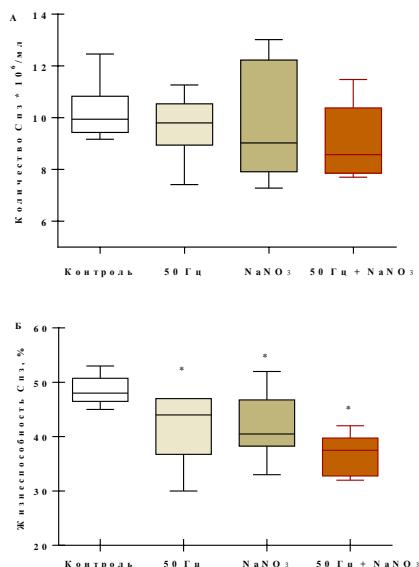 А
Количество Спз * 10⁶/мл
14
12
10
8
6
Контроль 50 Гц NaNO₃ 50 Гц + NaNO₃
Б
Жизнеспособность Спз, %
60
50
40
30
20
* * *
Контроль 50 Гц NaNO₃ 50 Гц + NaNO₃